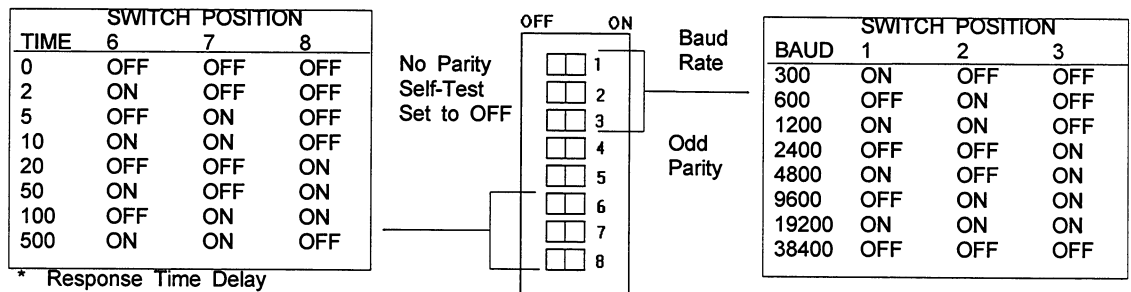 SWITCH POSITION
TIME 6 7 8
0 OFF OFF OFF
2 ON OFF OFF
5 OFF ON OFF
10 ON ON OFF
20 OFF OFF ON
50 ON OFF ON
100 OFF ON ON
500 ON ON OFF
* Response Time Delay
No Parity
Self-Test
Set to OFF
OFF ON
1
2
3
4
5
6
7
8
Baud
Rate
Odd
Parity
SWITCH POSITION
BAUD 1 2 3
300 ON OFF OFF
600 OFF ON OFF
1200 ON ON OFF
2400 OFF OFF ON
4800 ON OFF ON
9600 OFF ON ON
19200 ON ON ON
38400 OFF OFF OFF